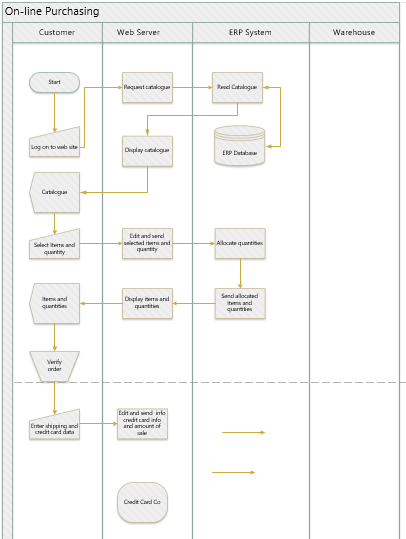 On-line Purchasing
Customer
Web Server
ERP System
Warehouse
Start
Request catalogue
Read Catalogue
Log on to web site
Display catalogue
ERP Database
Catalogue
Select Items and
quantity
Edit and send
selected items and
quantity
Allocate quantities
Items and
quantities
Display items and
quantities
Send allocated
items and
quantities
Verify
order
Enter shipping and
credit card data
Edit and send info
credit card info
and amount of
sale
Credit Card Co